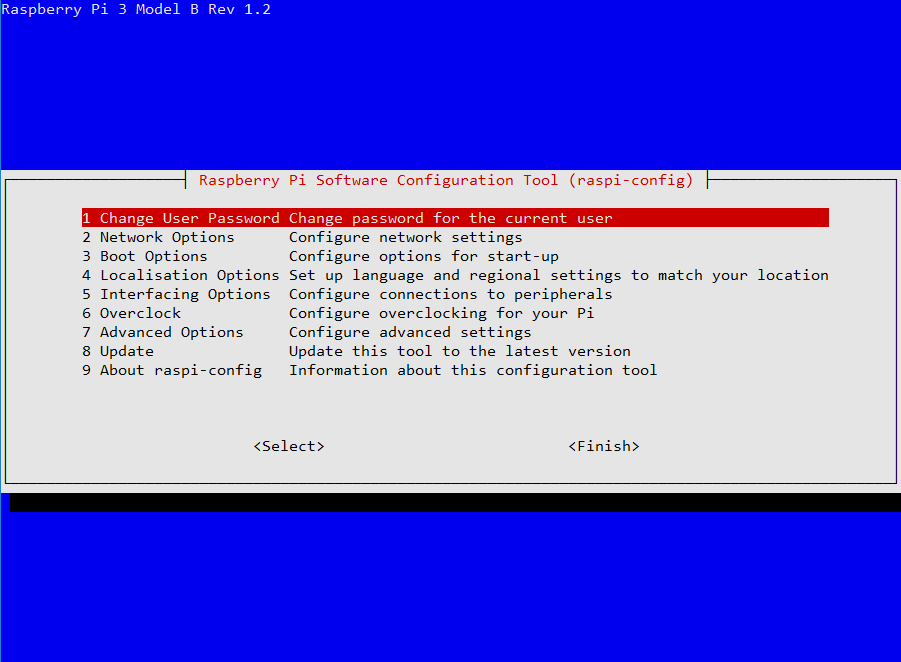 Raspberry Pi 3 Model B Rev 1.2
Raspberry Pi Software Configuration Tool (raspi-config)
1 Change User Password Change password for the current user
2 Network Options Configure network settings
3 Boot Options Configure options for start-up
4 Localisation Options Set up language and regional settings to match your location
5 Interfacing Options Configure connections to peripherals
6 Overclock Configure overclocking for your Pi
7 Advanced Options Configure advanced settings
8 Update Update this tool to the latest version
9 About raspi-config Information about this configuration tool
<Select> <Finish>